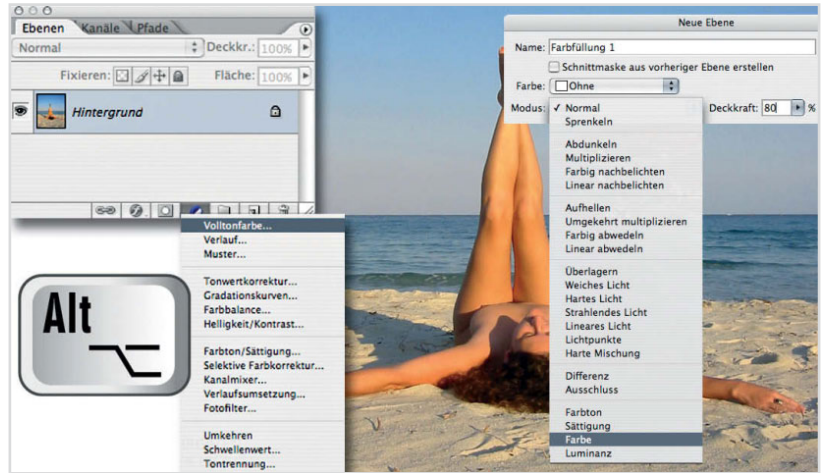 Ebenen Kanäle Pfade
Normal Deckkr.: 100%
Fixieren: Fläche: 100%
Hintergrund
Volltonfarbe...
Verlauf...
Muster...
Tonwertkorrektur...
Gradationskurven...
Farbbalance...
Helligkeit/Kontrast...
Farbton/Sättigung...
Selektive Farbkorrektur...
Kanalmixer...
Verlaufsumsetzung...
Fotofilter...
Umkehren
Schwellenwert...
Tontrennung...
Alt
Neue Ebene
Name: Farbfüllung 1
Schnittmaske aus vorheriger Ebene erstellen
Farbe: Ohne
Modus: ✓ Normal Deckkraft: 80 %
Sprenkeln
Abdunkeln
Multiplizieren
Farbig nachbelichten
Linear nachbelichten
Aufhellen
Umgekehrt multiplizieren
Farbig abwedeln
Linear abwedeln
Überlagern
Weiches Licht
Hartes Licht
Strahlendes Licht
Lineares Licht
Lichtpunkte
Harte Mischung
Differenz
Ausschluss
Farbton
Sättigung
Farbe
Luminanz